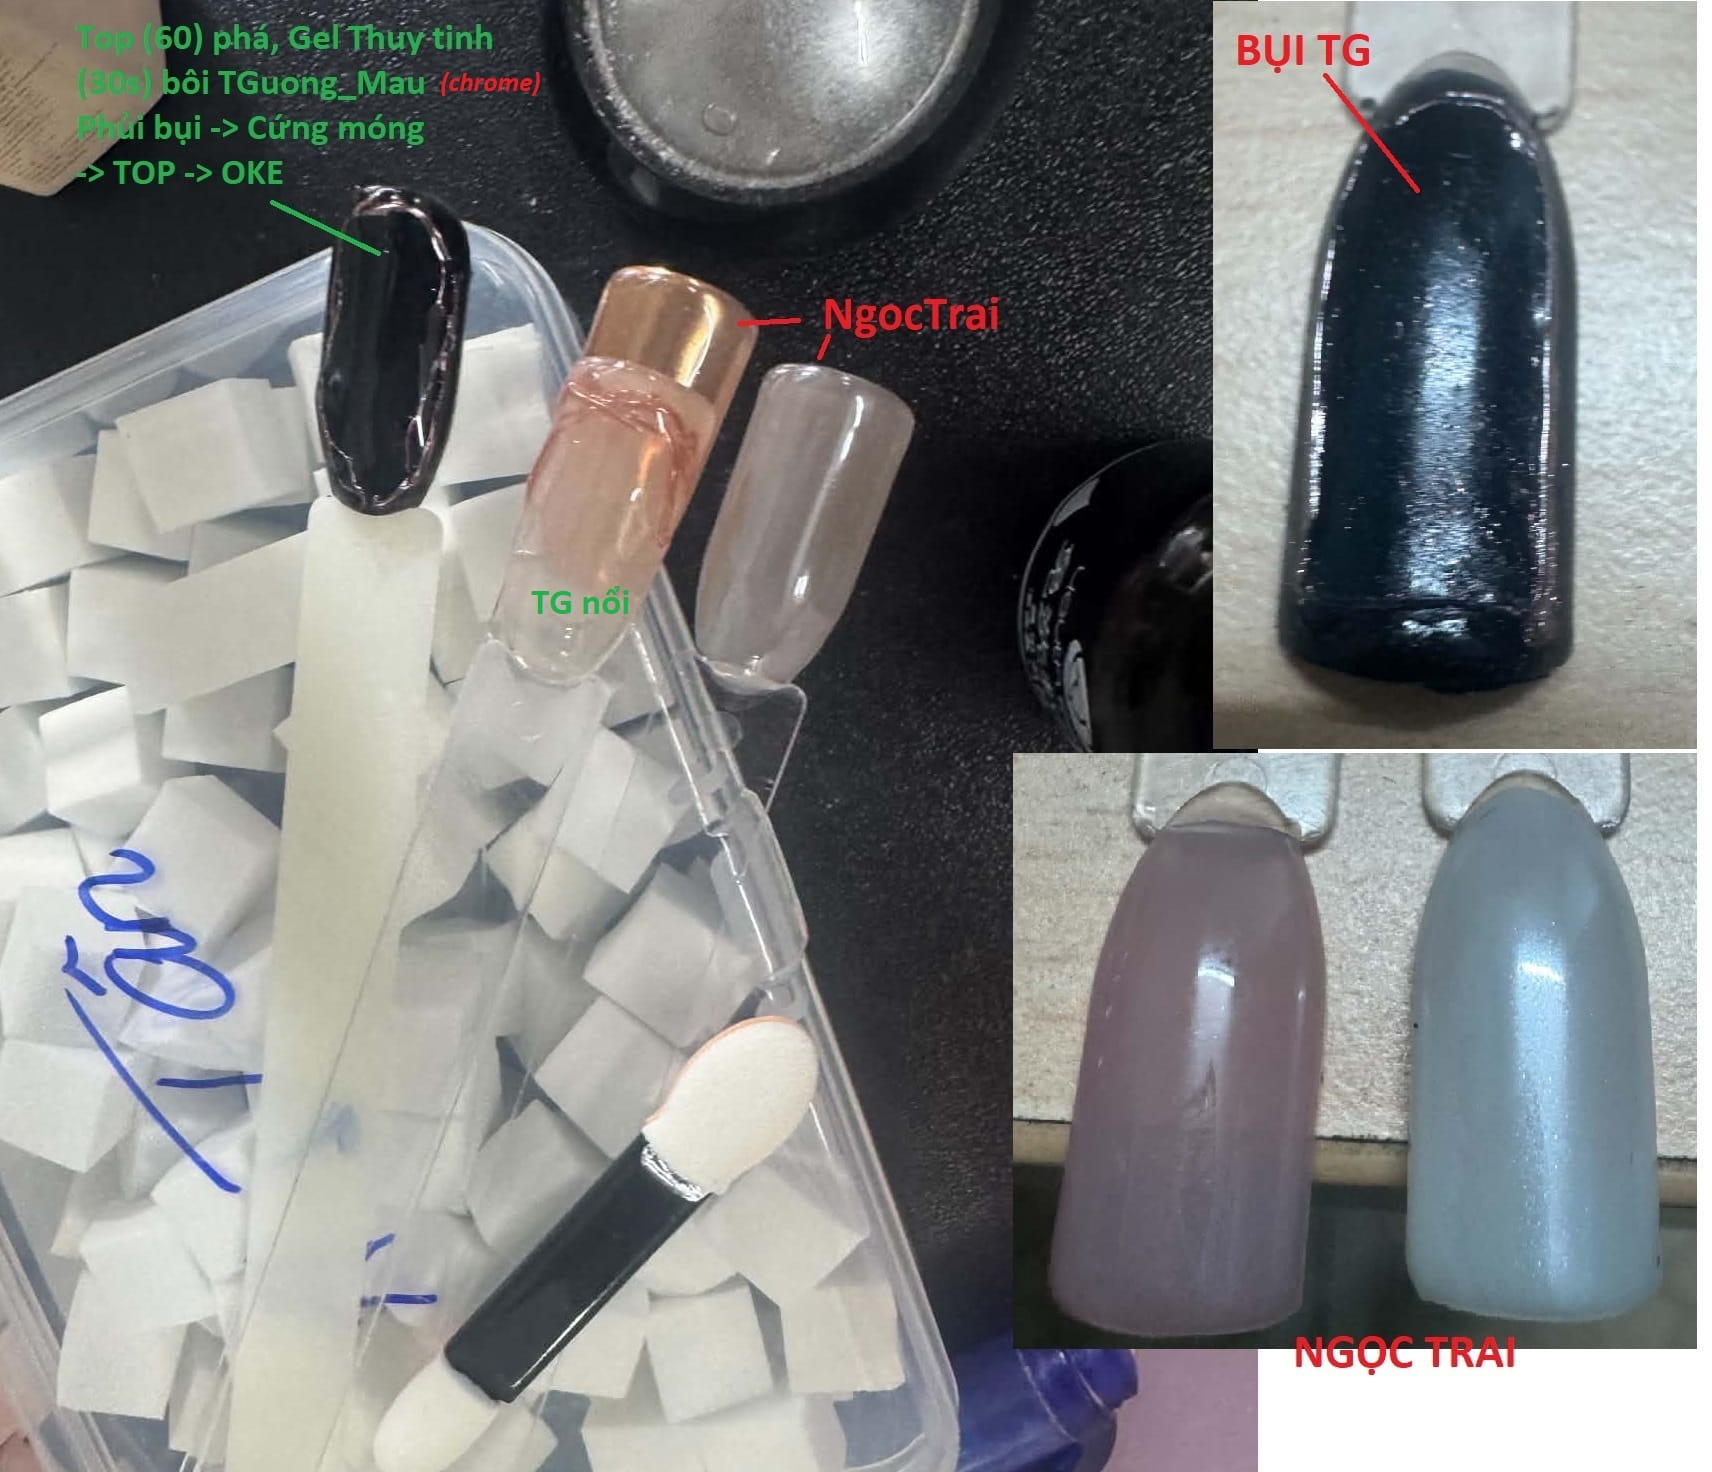 Top (60) phá, Gel Thuy tinh
(30s) bôi TGuong_Mau (chrome)
Phủi bụi -> Cứng móng
-> TOP -> OKE
BỤI TG
NgocTrai
TG nổi
NGỌC TRAI